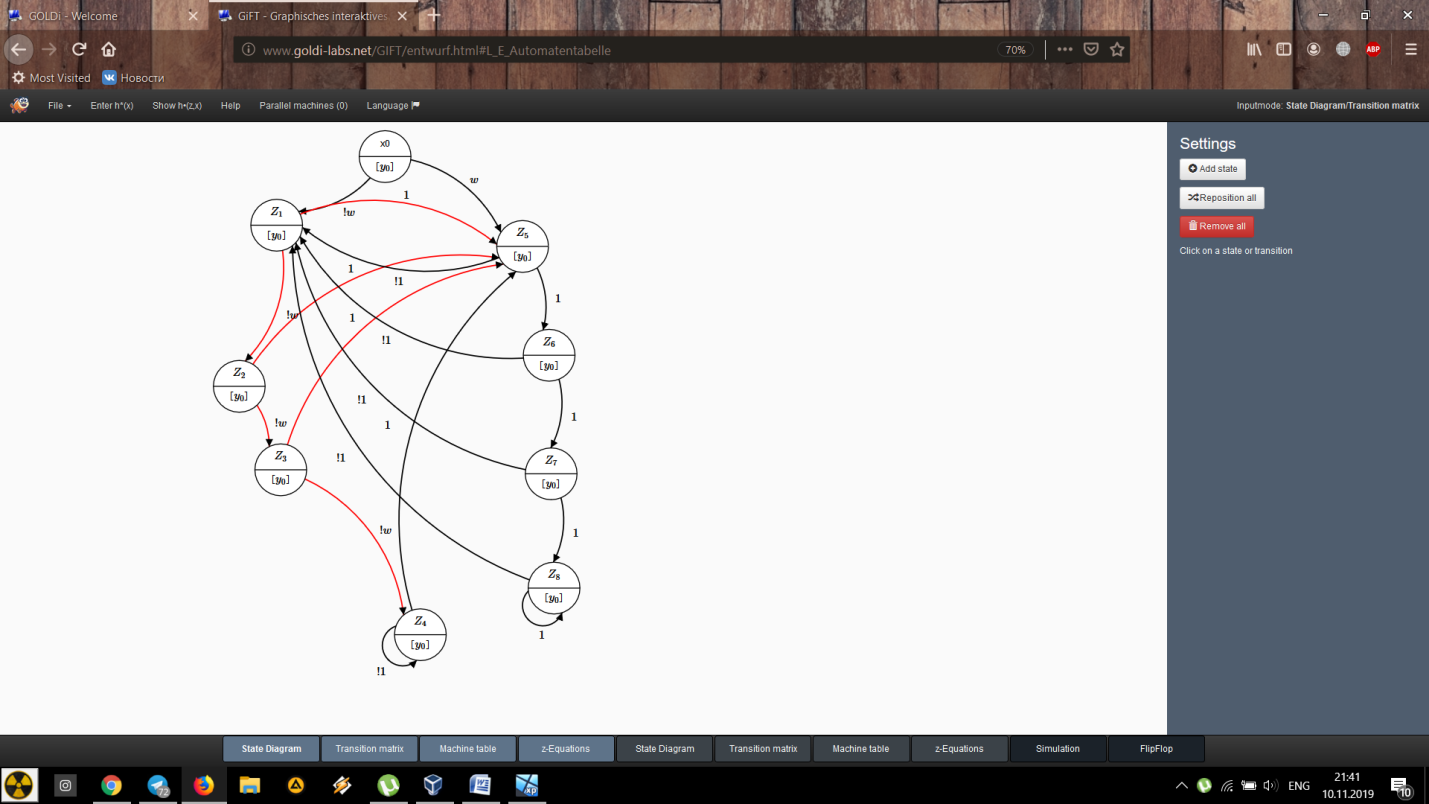 GOLDi - Welcome
GiFT - Graphisches interaktives
www.goldi-labs.net/GIFT/entwurf.html#L_E_Automatentabelle
70%
ABP
Most Visited
Новости
File
Enter h*(x)
Show h•(z,x)
Help
Parallel machines (0)
Language
Inputmode: State Diagram/Transition matrix
Settings
Add state
Reposition all
Remove all
Click on a state or transition
x0
[y0]
w
1
!w
Z1
[y0]
Z5
[y0]
1
!1
1
!w
1
!1
Z6
[y0]
Z2
[y0]
!1
1
1
!w
Z3
[y0]
!1
Z7
[y0]
!w
1
Z8
[y0]
1
Z4
[y0]
!1
State Diagram
Transition matrix
Machine table
z-Equations
State Diagram
Transition matrix
Machine table
z-Equations
Simulation
FlipFlop
72
ENG
21:41
10.11.2019
10